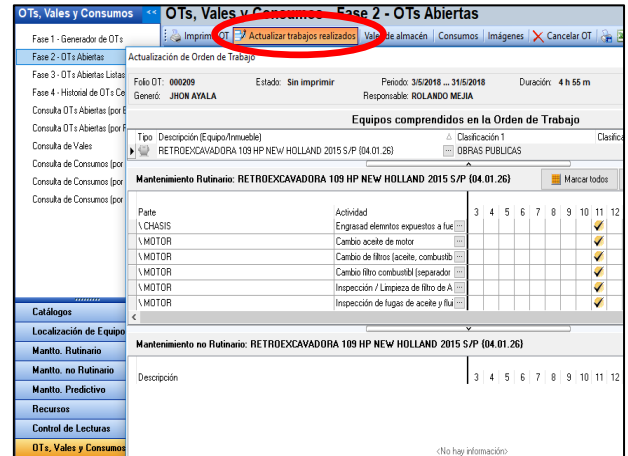 OTs, Vales y Consumos <<
Fase 1 - Generador de OTs
Fase 2 - OTs Abiertas
Fase 3 - OTs Abiertas Listas
Fase 4 - Historial de OTs Ce
Consulta OTs Abiertas (por E
Consulta OTs Abiertas (por F
Consulta de Vales
Consulta de Consumos (por
Consulta de Consumos (por
Consulta de Consumos (por
Catálogos
Localización de Equipo
Mantto. Rutinario
Mantto. no Rutinario
Mantto. Predictivo
Recursos
Control de Lecturas
OTs, Vales y Consumos
OTs, Vales y Consumos - Fase 2 - OTs Abiertas
Imprimir OT Actualizar trabajos realizados Vales de almacén Consumos Imágenes Cancelar OT
Actualización de Orden de Trabajo
Folio OT: 000209 Estado: Sin imprimir Periodo: 3/5/2018 ... 31/5/2018 Duración: 4 h 55 m
Generó: JHON AYALA Responsable: ROLANDO MEJIA
Equipos comprendidos en la Orden de Trabajo
Tipo Descripción (Equipo/Inmueble) Clasificación 1 Clasifica
RETROEXCAVADORA 109 HP NEW HOLLAND 2015 S/P (04.01.26) ... OBRAS PUBLICAS
Mantenimiento Rutinario: RETROEXCAVADORA 109 HP NEW HOLLAND 2015 S/P (04.01.26) Marcar todos
Parte Actividad 3 4 5 6 7 8 9 10 11 12
\ CHASIS Engrasad elemntos expuestos a fue ...
\ MOTOR Cambio aceite de motor ...
\ MOTOR Cambio de filtros (aceite, combustib ...
\ MOTOR Cambio filtro combustibl (separador ...
\ MOTOR Inspección / Limpieza de filtro de A ...
\ MOTOR Inspección de fugas de aceite y flui ...
Mantenimiento no Rutinario: RETROEXCAVADORA 109 HP NEW HOLLAND 2015 S/P (04.01.26)
Descripción 3 4 5 6 7 8 9 10 11 12
<No hay información>